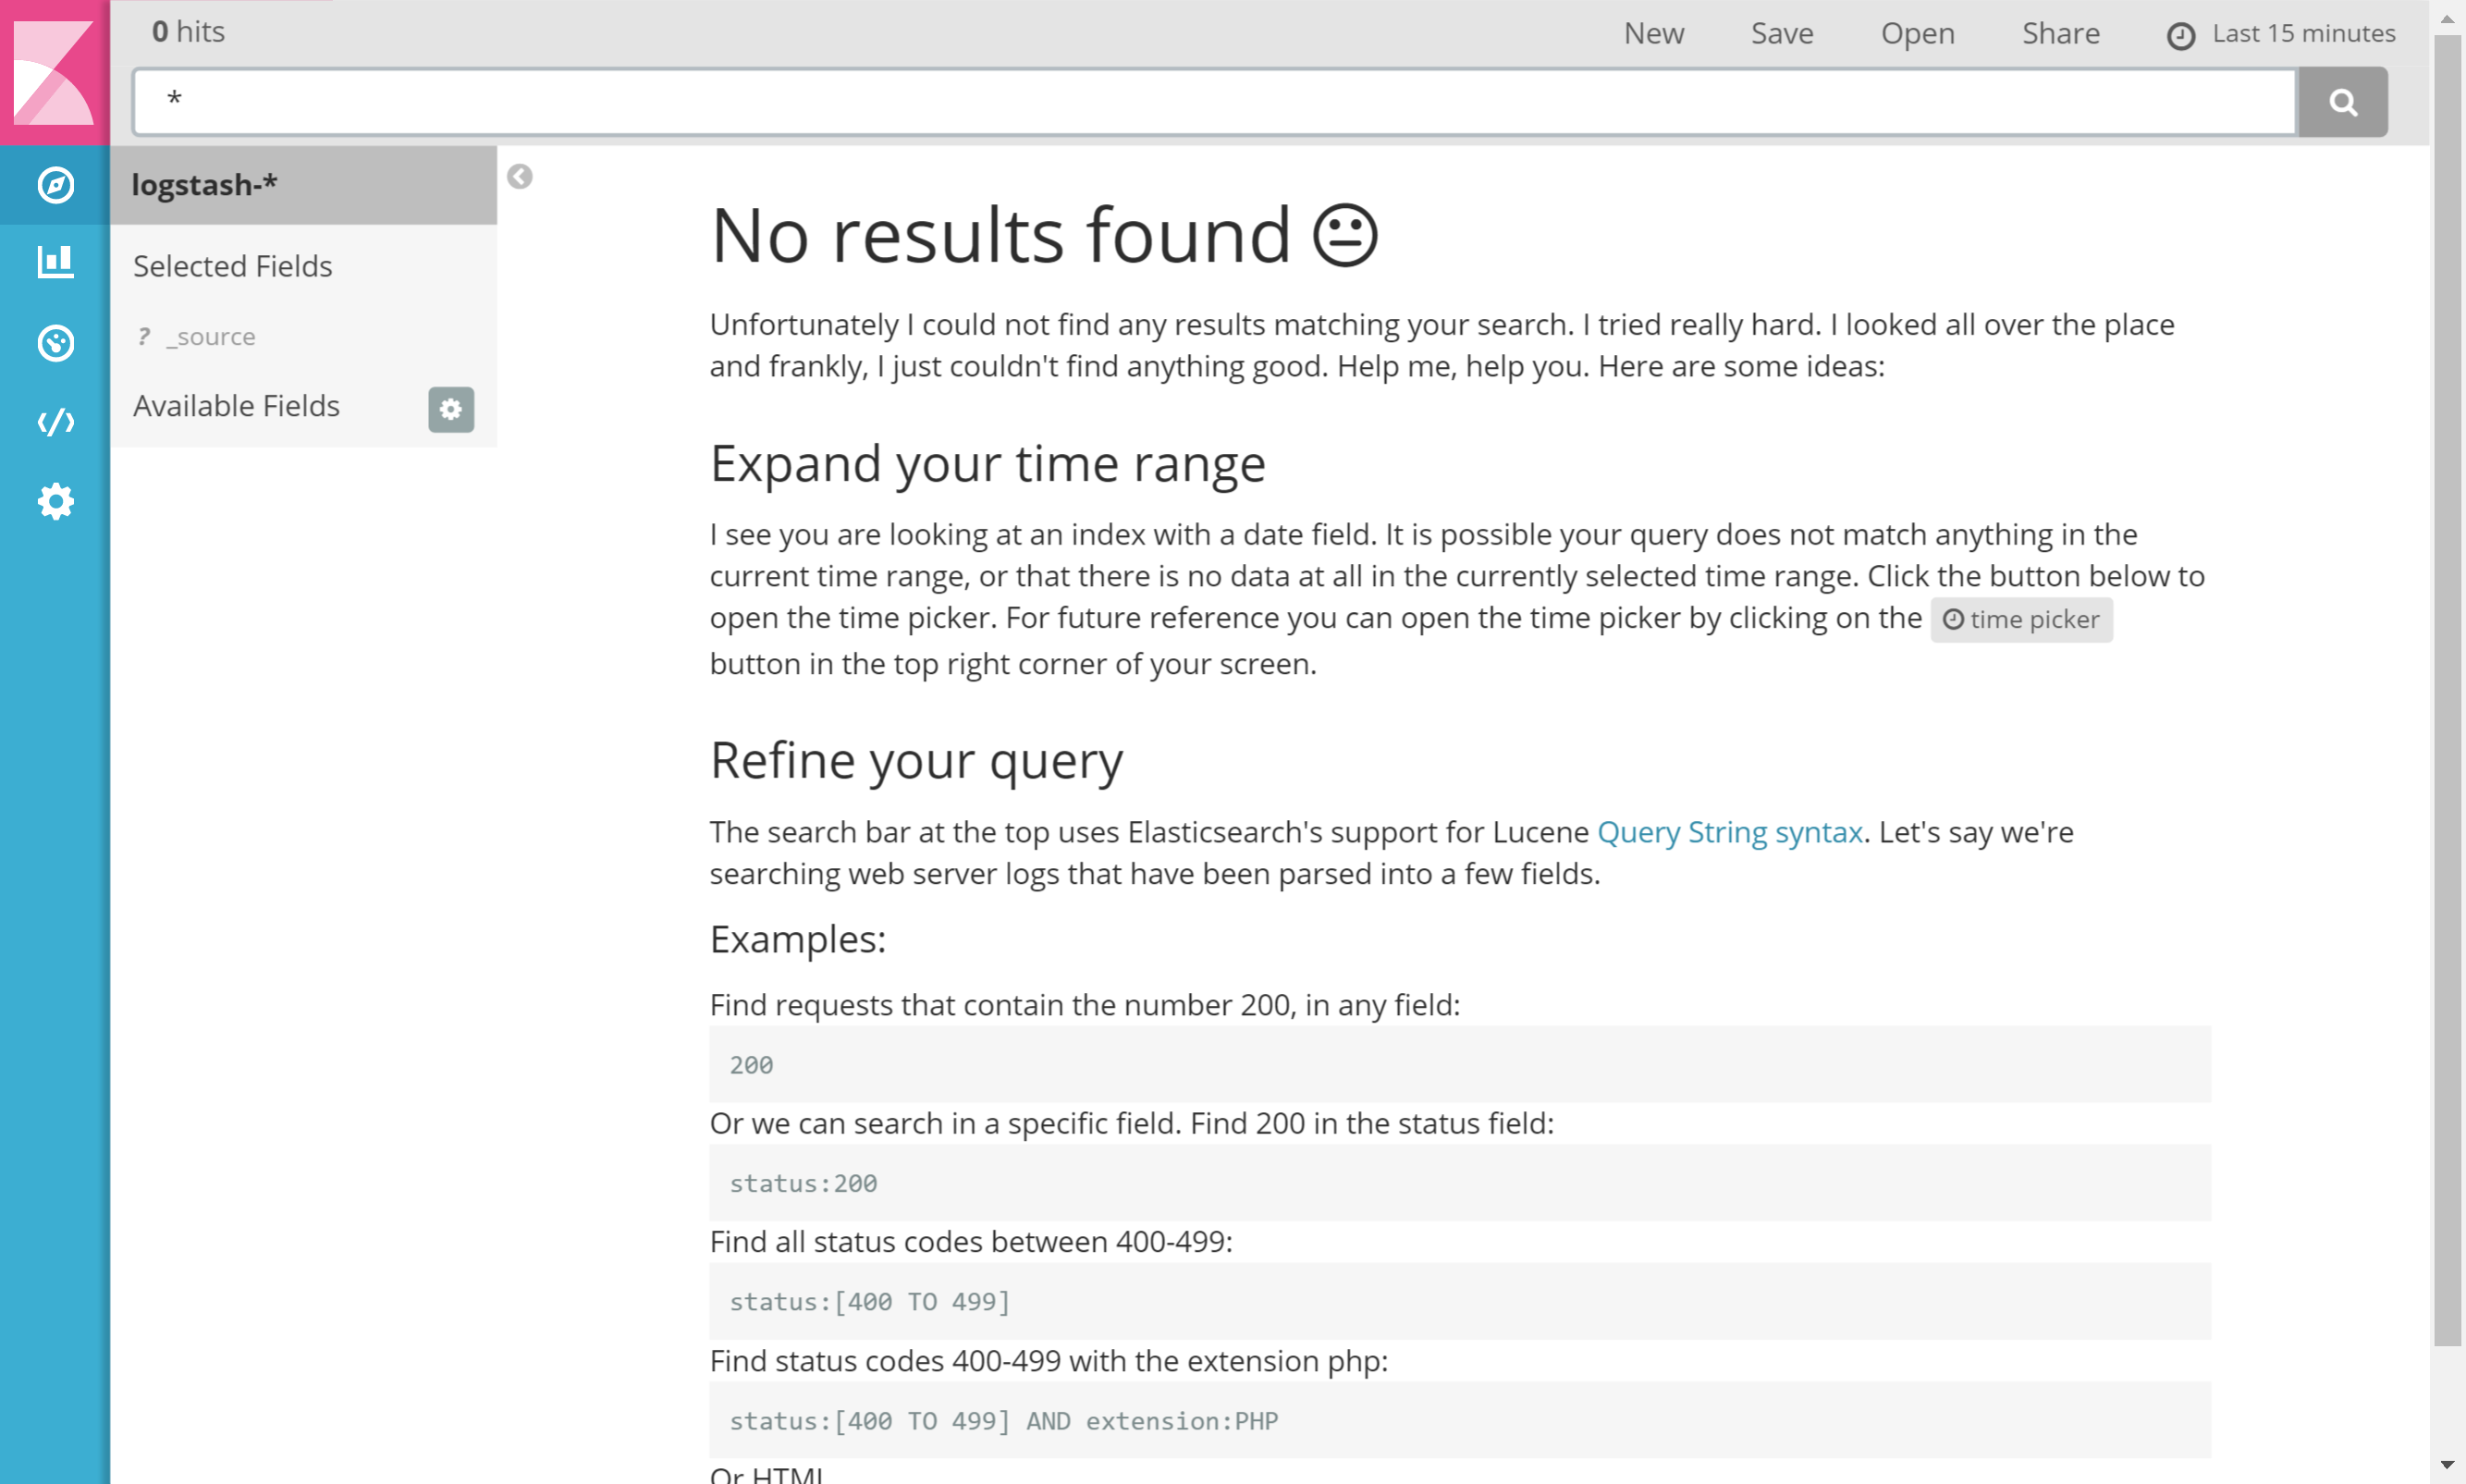 0 hits
New Save Open Share Last 15 minutes
*
logstash-*
Selected Fields
? _source
Available Fields
No results found
Unfortunately I could not find any results matching your search. I tried really hard. I looked all over the place
and frankly, I just couldn't find anything good. Help me, help you. Here are some ideas:
Expand your time range
I see you are looking at an index with a date field. It is possible your query does not match anything in the
current time range, or that there is no data at all in the currently selected time range. Click the button below to
open the time picker. For future reference you can open the time picker by clicking on the time picker
button in the top right corner of your screen.
Refine your query
The search bar at the top uses Elasticsearch's support for Lucene Query String syntax. Let's say we're
searching web server logs that have been parsed into a few fields.
Examples:
Find requests that contain the number 200, in any field:
200
Or we can search in a specific field. Find 200 in the status field:
status:200
Find all status codes between 400-499:
status:[400 TO 499]
Find status codes 400-499 with the extension php:
status:[400 TO 499] AND extension:PHP
Or HTML